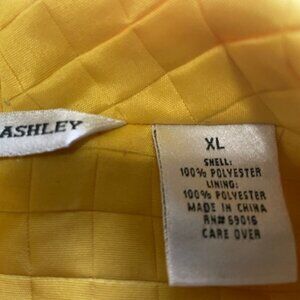 ASHLEY
XL
SHELL:
100% POLYESTER
LINING:
100% POLYESTER
MADE IN CHINA
RN#69016
CARE OVER